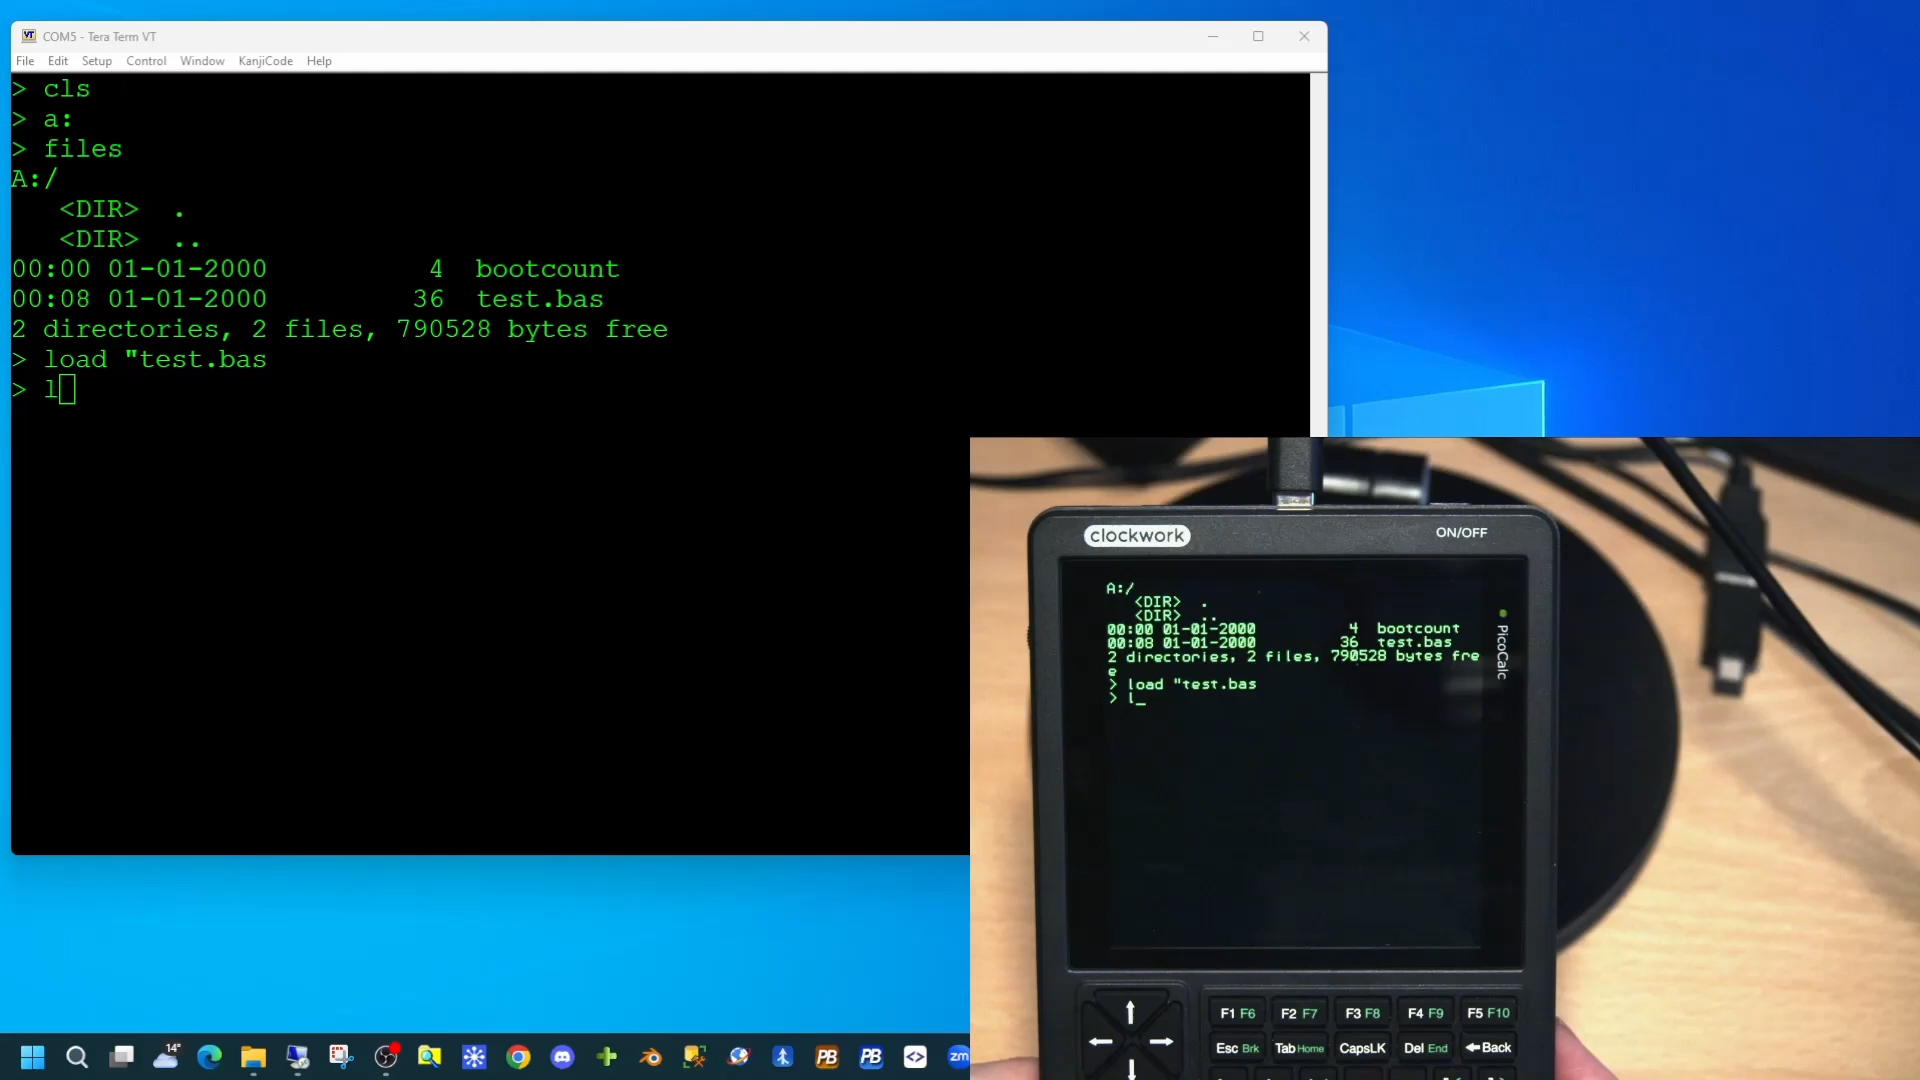 COM5 - Tera Term VT
File Edit Setup Control Window KanjiCode Help
> cls
> a:
> files
A:/
<DIR> .
<DIR> ..
00:00 01-01-2000 4 bootcount
00:08 01-01-2000 36 test.bas
2 directories, 2 files, 790528 bytes free
> load "test.bas
> l
clockwork
ON/OFF
A:/
<DIR> .
<DIR> ..
00:00 01-01-2000 4 bootcount
00:08 01-01-2000 36 test.bas
2 directories, 2 files, 790528 bytes fre
e
> load "test.bas
> l_
PicoCalc
F1 F6 F2 F7 F3 F8 F4 F9 F5 F10
Esc Brk Tab Home CapsLK Del End Back
14°
PB PB zm